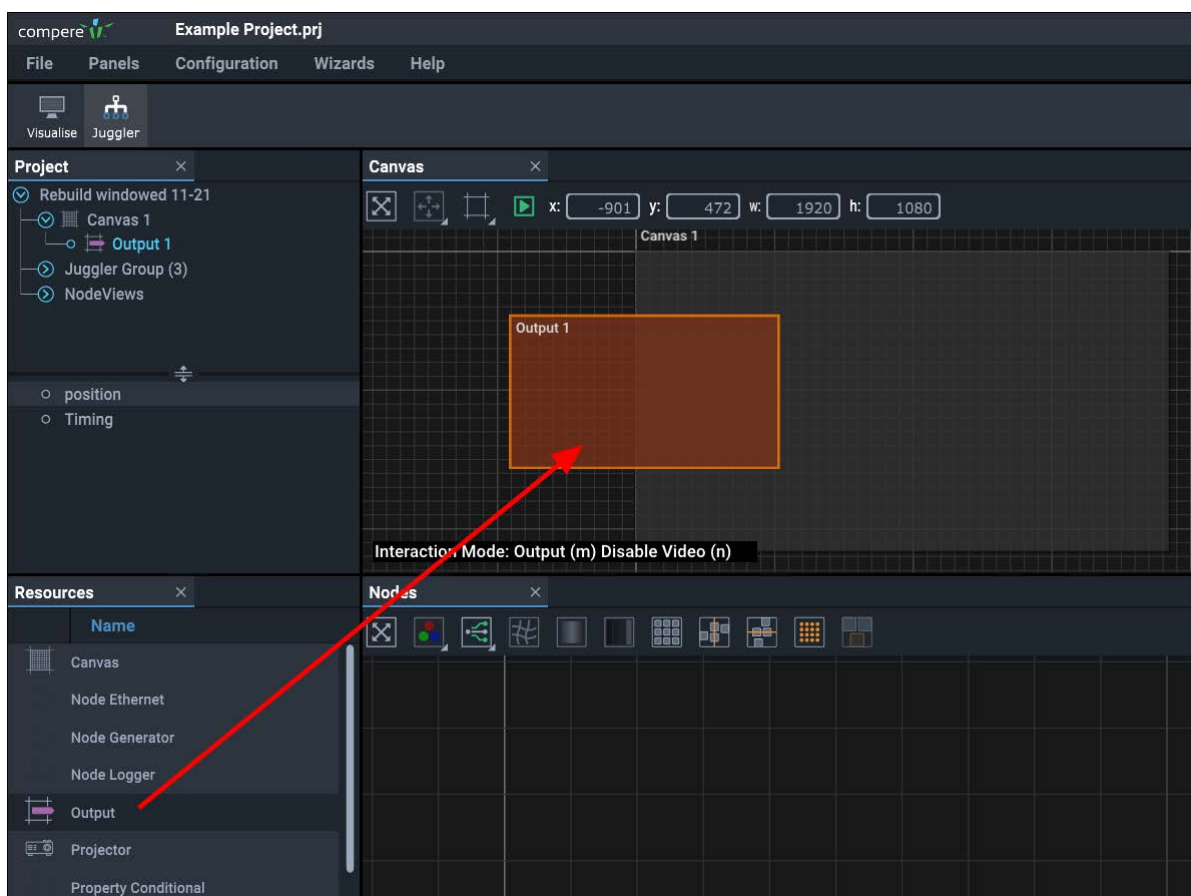 compere
Example Project.prj
File Panels Configuration Wizards Help
Visualise Juggler
Project
Rebuild windowed 11-21
Canvas 1
Output 1
Juggler Group (3)
NodeViews
position
Timing
Canvas
x: -901 y: 472 w: 1920 h: 1080
Canvas 1
Output 1
Interaction Mode: Output (m) Disable Video (n)
Resources
Name
Canvas
Node Ethernet
Node Generator
Node Logger
Output
Projector
Property Conditional
Nodes